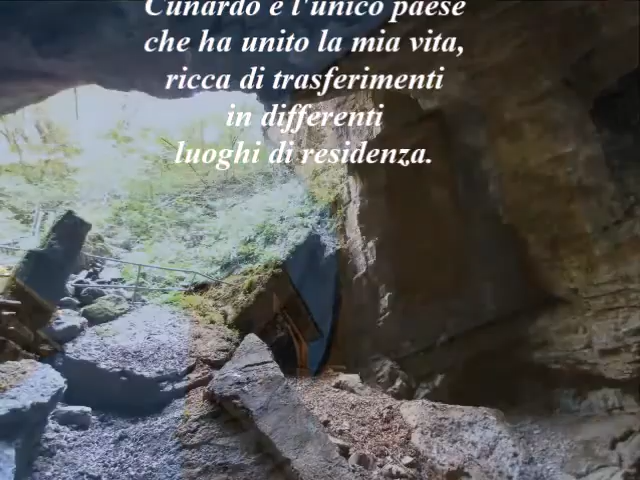 Cunardo è l'unico paese
che ha unito la mia vita,
ricca di trasferimenti
in differenti
luoghi di residenza.